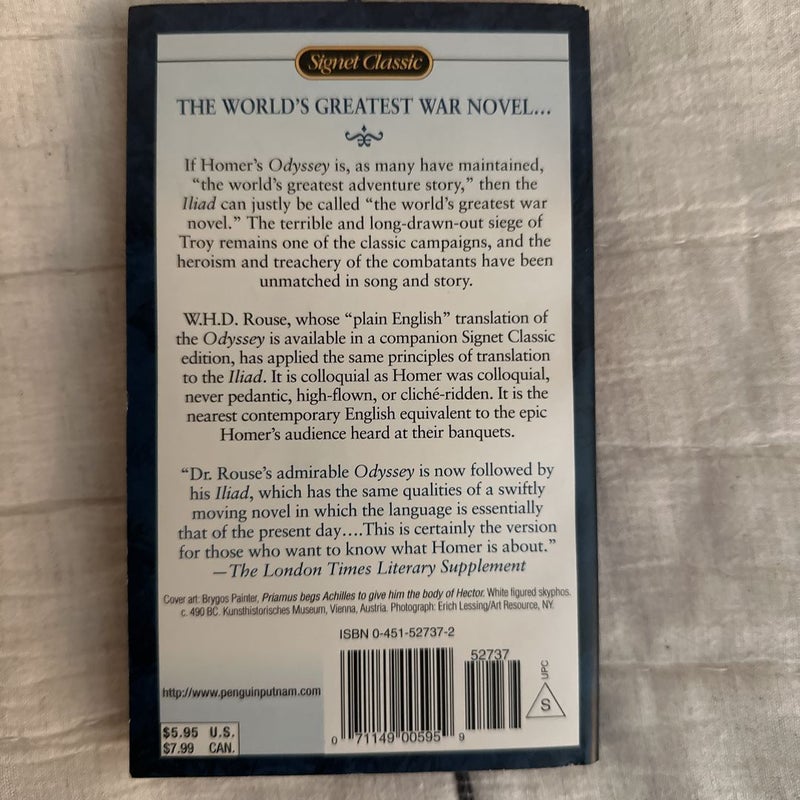 Signet Classic
THE WORLD'S GREATEST WAR NOVEL...
If Homer's Odyssey is, as many have maintained,
"the world's greatest adventure story," then the
Iliad can justly be called "the world's greatest war
novel." The terrible and long-drawn-out siege of
Troy remains one of the classic campaigns, and the
heroism and treachery of the combatants have been
unmatched in song and story.
W.H.D. Rouse, whose "plain English" translation of
the Odyssey is available in a companion Signet Classic
edition, has applied the same principles of translation
to the Iliad. It is colloquial as Homer was colloquial,
never pedantic, high-flown, or cliché-ridden. It is the
nearest contemporary English equivalent to the epic
Homer's audience heard at their banquets.
"Dr. Rouse's admirable Odyssey is now followed by
his Iliad, which has the same qualities of a swiftly
moving novel in which the language is essentially
that of the present day....This is certainly the version
for those who want to know what Homer is about."
—The London Times Literary Supplement
Cover art: Brygos Painter, Priamus begs Achilles to give him the body of Hector. White figured skyphos.
c. 490 BC. Kunsthistorisches Museum, Vienna, Austria. Photograph: Erich Lessing/Art Resource, NY.
ISBN 0-451-52737-2
52737
UPC
S
http://www.penguinputnam.com
0 71149 00595 9
$5.95 U.S.
$7.99 CAN.